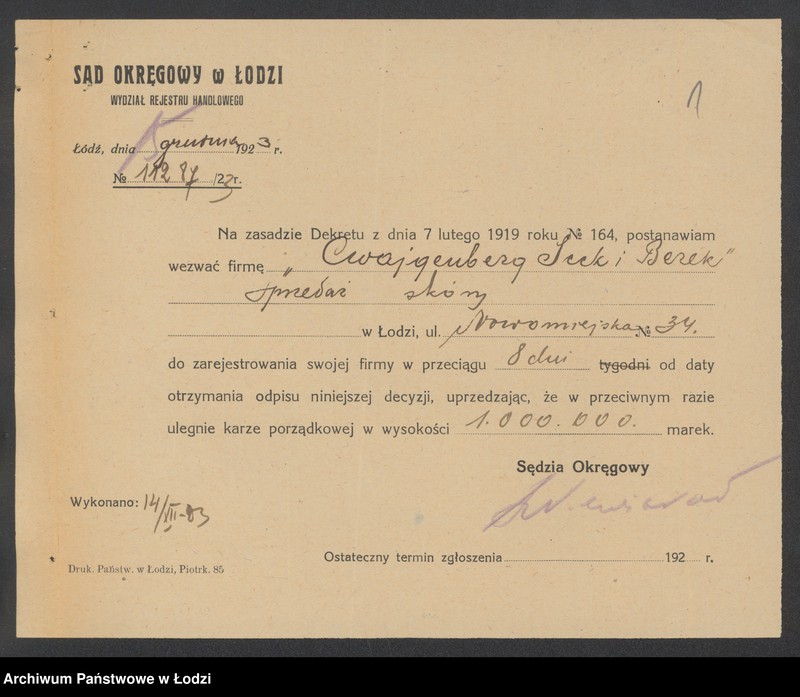 1
SĄD OKRĘGOWY w ŁODZI
WYDZIAŁ REJESTRU HANDLOWEGO
Łódź, dnia grudnia 1923 r.
№ 11287/23 r.
Na zasadzie Dekretu z dnia 7 lutego 1919 roku № 164, postanawiam
wezwać firmę „Cwajgenberg Icek i Berek”
sprzedaż skóry
w Łodzi, ul. Nowomiejska № 34.
do zarejestrowania swojej firmy w przeciągu 8 dni tygodni od daty
otrzymania odpisu niniejszej decyzji, uprzedzając, że w przeciwnym razie
ulegnie karze porządkowej w wysokości 1.000.000. marek.
Sędzia Okręgowy
Wykonano: 14/XII-23
Ostateczny termin zgłoszenia 192 r.
Druk. Państw. w Łodzi, Piotrk. 85
Archiwum Państwowe w Łodzi